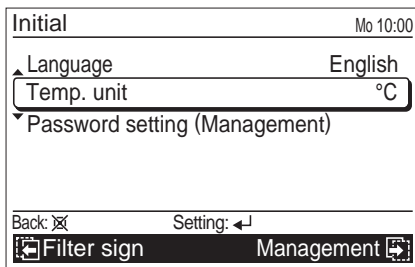 Initial Mo 10:00
Language English
Temp. unit °C
Password setting (Management)
Back: Setting:
Filter sign Management